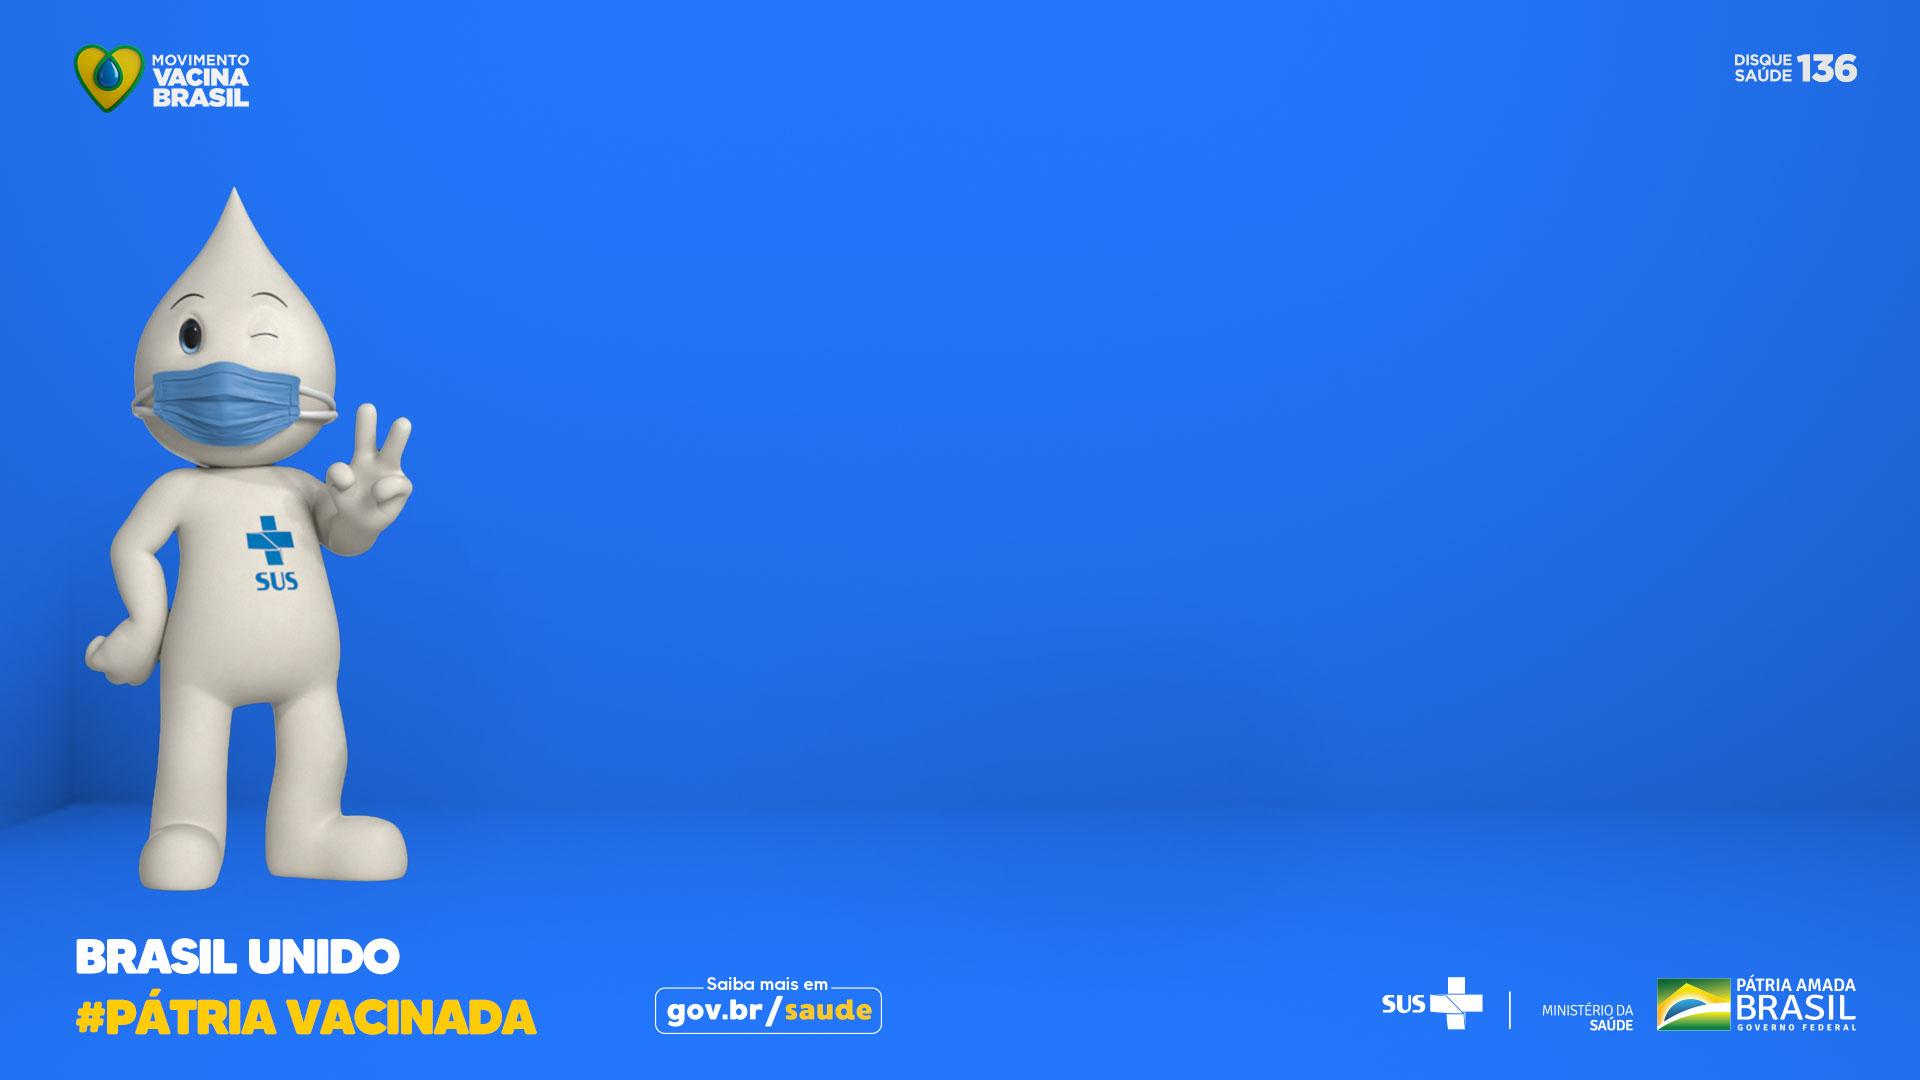 MOVIMENTO
VACINA
BRASIL
DISQUE
SAÚDE 136
SUS
BRASIL UNIDO
#PÁTRIA VACINADA
Saiba mais em
gov.br/saude
SUS
MINISTÉRIO DA
SAÚDE
PÁTRIA AMADA
BRASIL
GOVERNO FEDERAL